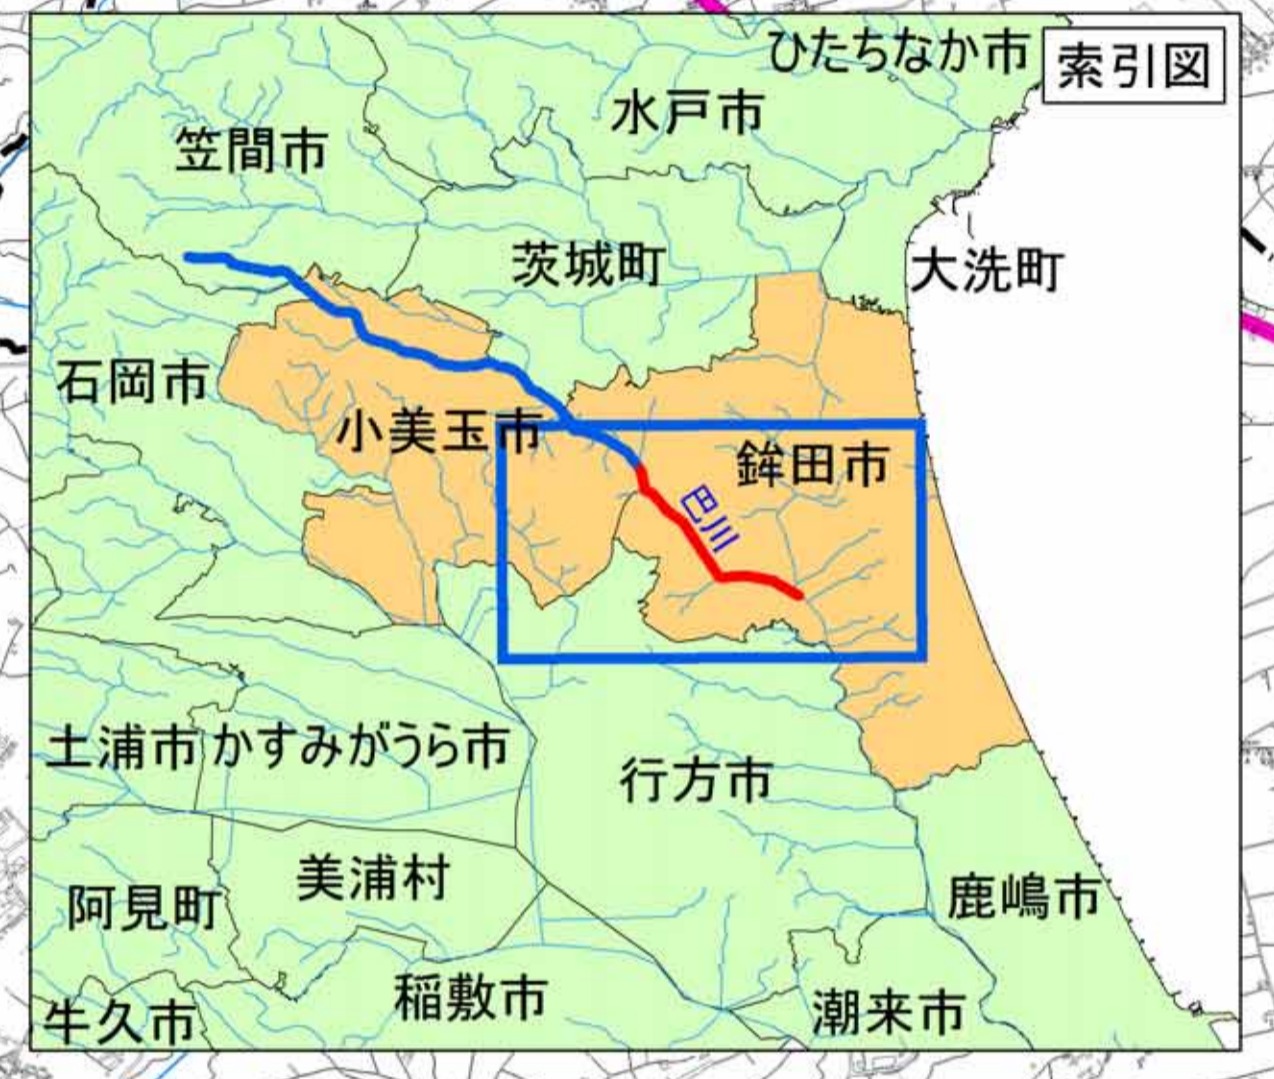 ひたちなか市
索引図
水戸市
笠間市
茨城町
大洗町
石岡市
小美玉市
鉾田市
巴川
土浦市
かすみがうら市
行方市
美浦村
阿見町
鹿嶋市
稲敷市
潮来市
牛久市